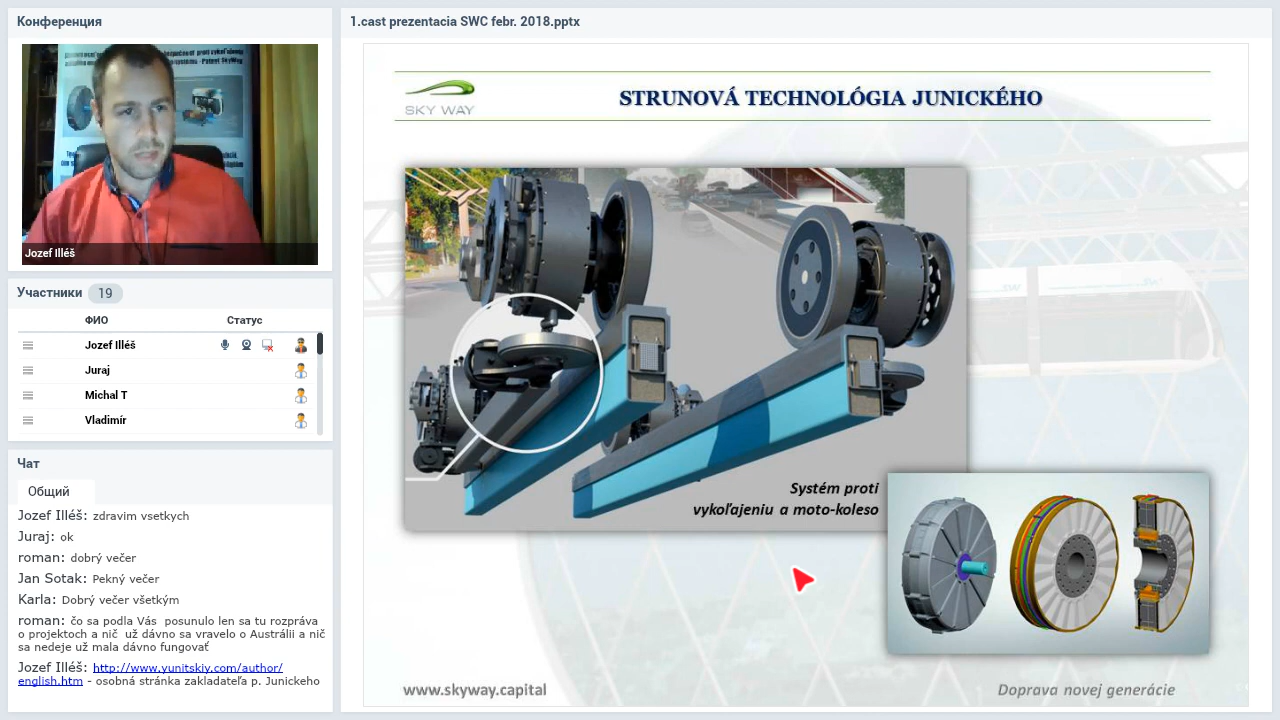 Конференция
Jozef Illéš
Участники 19
ФИО Статус
Jozef Illéš
Juraj
Michal T
Vladimír
Чат
Общий
Jozef Illéš: zdravim vsetkych
Juraj: ok
roman: dobrý večer
Jan Sotak: Pekný večer
Karla: Dobrý večer všetkým
roman: čo sa podla Vás posunulo len sa tu rozpráva
o projektoch a nič už dávno sa vravelo o Austrálii a nič
sa nedeje už mala dávno fungovať
Jozef Illéš: http://www.yunitskiy.com/author/
english.htm - osobná stránka zakladateľa p. Junickeho
1.cast prezentacia SWC febr. 2018.pptx
SKY WAY
STRUNOVÁ TECHNOLÓGIA JUNICKÉHO
Systém proti
vykoľajeniu a moto-koleso
www.skyway.capital
Doprava novej generácie